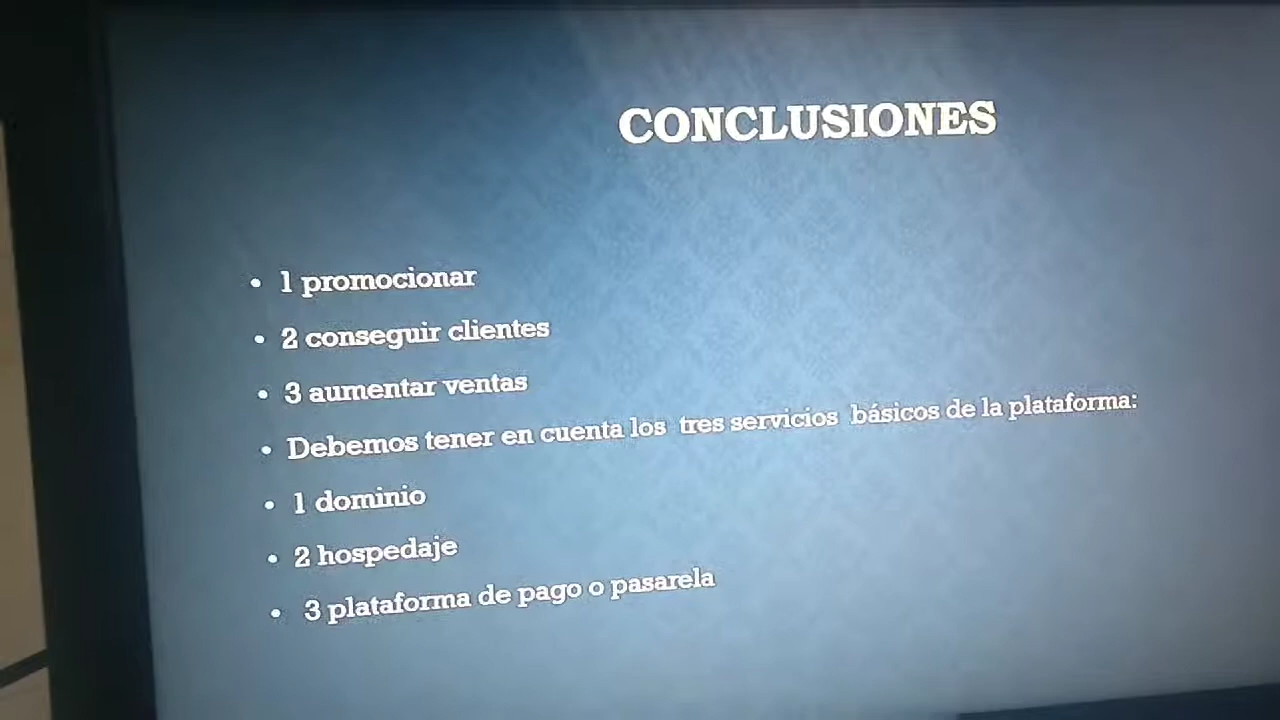 CONCLUSIONES
• 1 promocionar
• 2 conseguir clientes
• 3 aumentar ventas
• Debemos tener en cuenta los tres servicios básicos de la plataforma:
• 1 dominio
• 2 hospedaje
• 3 plataforma de pago o pasarela